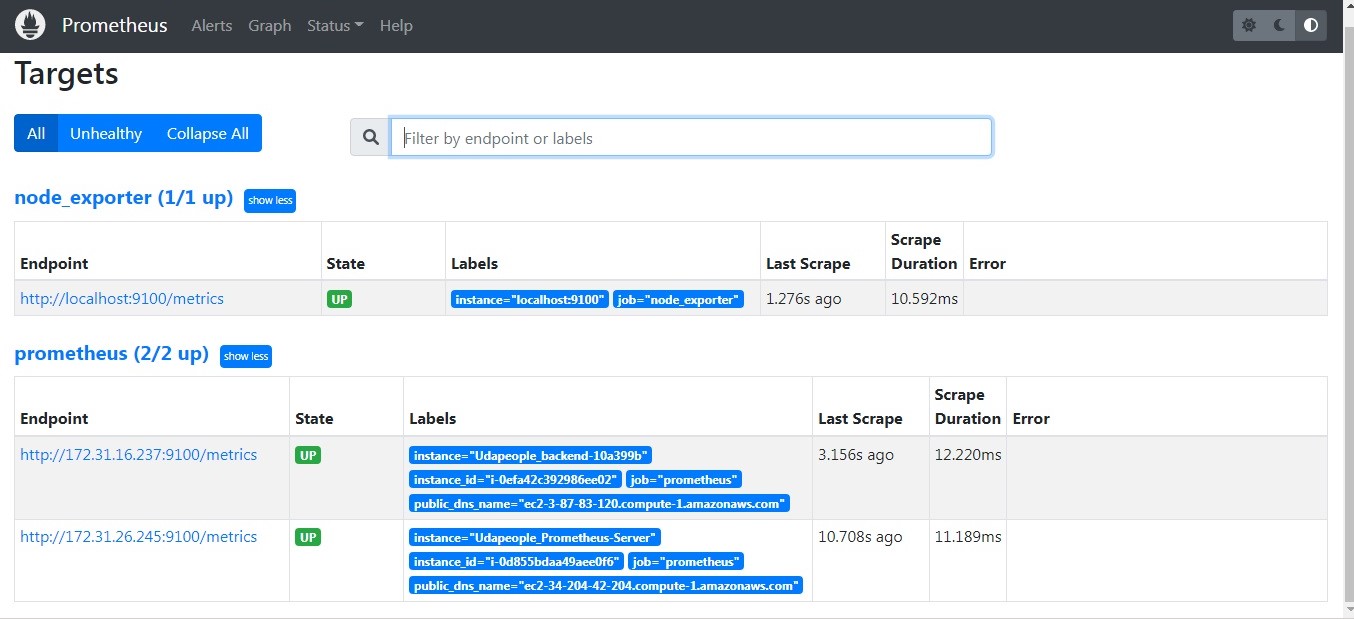 Prometheus Alerts Graph Status Help
Targets
All Unhealthy Collapse All
Filter by endpoint or labels
node_exporter (1/1 up) show less
Endpoint State Labels Last Scrape Scrape Duration Error
http://localhost:9100/metrics UP instance="localhost:9100" job="node_exporter" 1.276s ago 10.592ms
prometheus (2/2 up) show less
Endpoint State Labels Last Scrape Scrape Duration Error
http://172.31.16.237:9100/metrics UP instance="Udapeople_backend-10a399b" 3.156s ago 12.220ms
instance_id="i-0efa42c392986ee02" job="prometheus"
public_dns_name="ec2-3-87-83-120.compute-1.amazonaws.com"
http://172.31.26.245:9100/metrics UP instance="Udapeople_Prometheus-Server" 10.708s ago 11.189ms
instance_id="i-0d855bdaa49aee0f6" job="prometheus"
public_dns_name="ec2-34-204-42-204.compute-1.amazonaws.com"